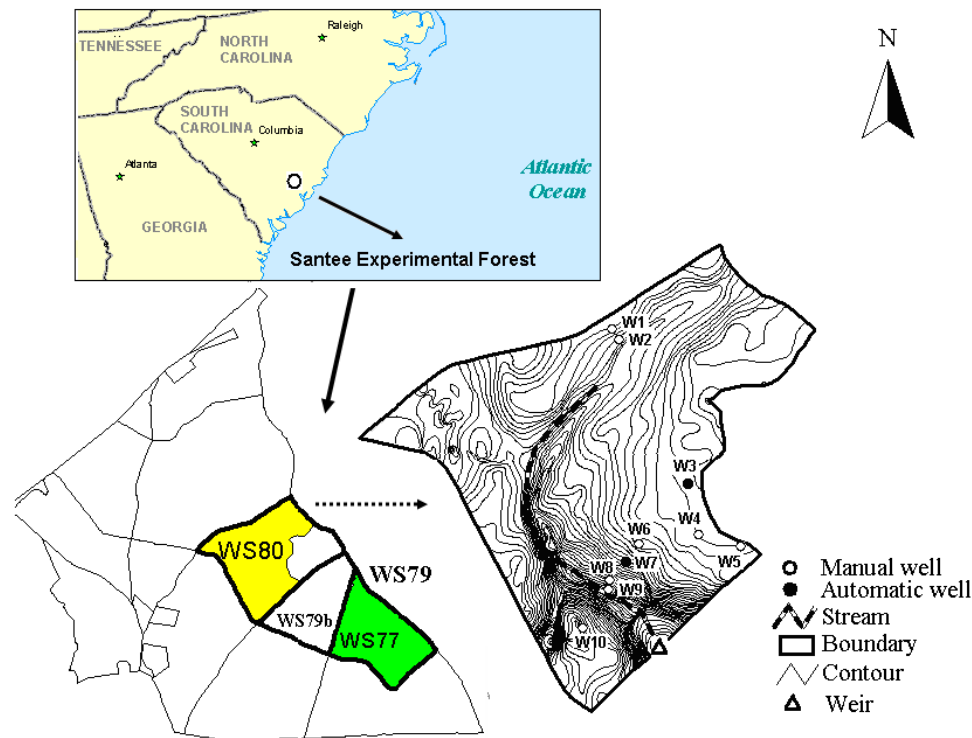 Raleigh
TENNESSEE
NORTH
CAROLINA
SOUTH
CAROLINA
Columbia
Atlanta
GEORGIA
Atlantic
Ocean
Santee Experimental Forest
N
WS80
WS79
WS79b
WS77
W1
W2
W3
W4
W5
W6
W7
W8
W9
W10
Manual well
Automatic well
Stream
Boundary
Contour
Weir